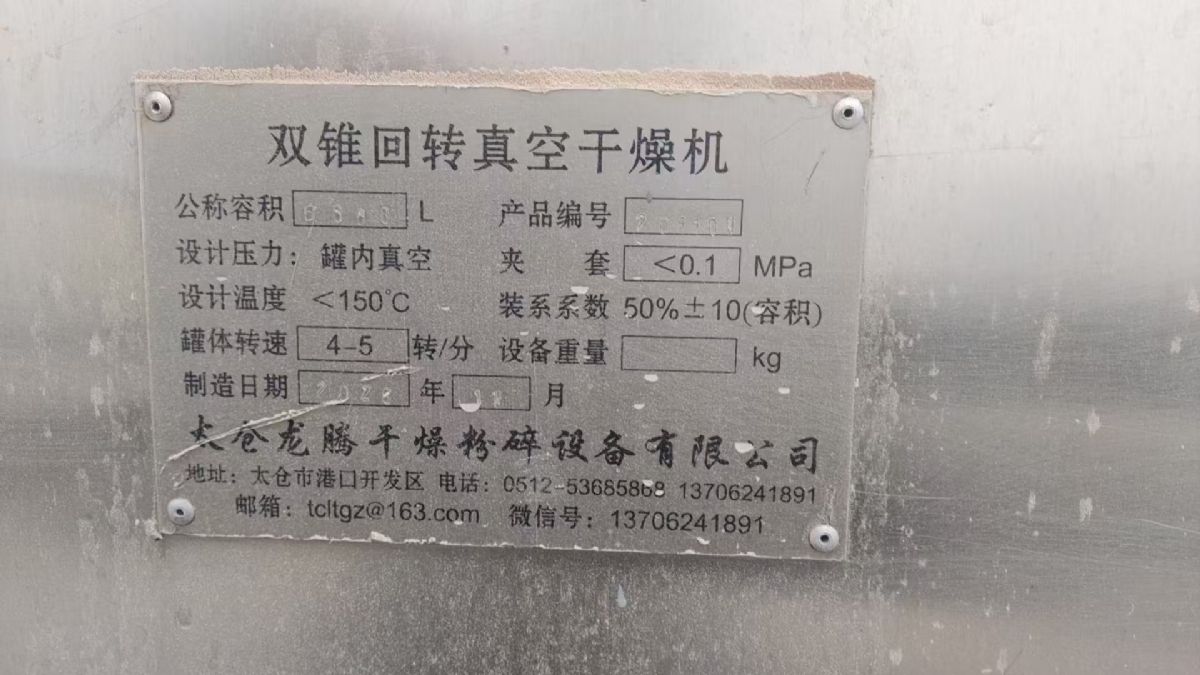 双锥回转真空干燥机
公称容积 L 产品编号
设计压力：罐内真空 夹 套 <0.1 MPa
设计温度 <150℃ 装系系数 50%±10(容积)
罐体转速 4-5 转/分 设备重量 kg
制造日期 年 月
太仓龙腾干燥粉碎设备有限公司
地址：太仓市港口开发区 电话：0512-53685868 13706241891
邮箱：tcltgz@163.com 微信号：13706241891